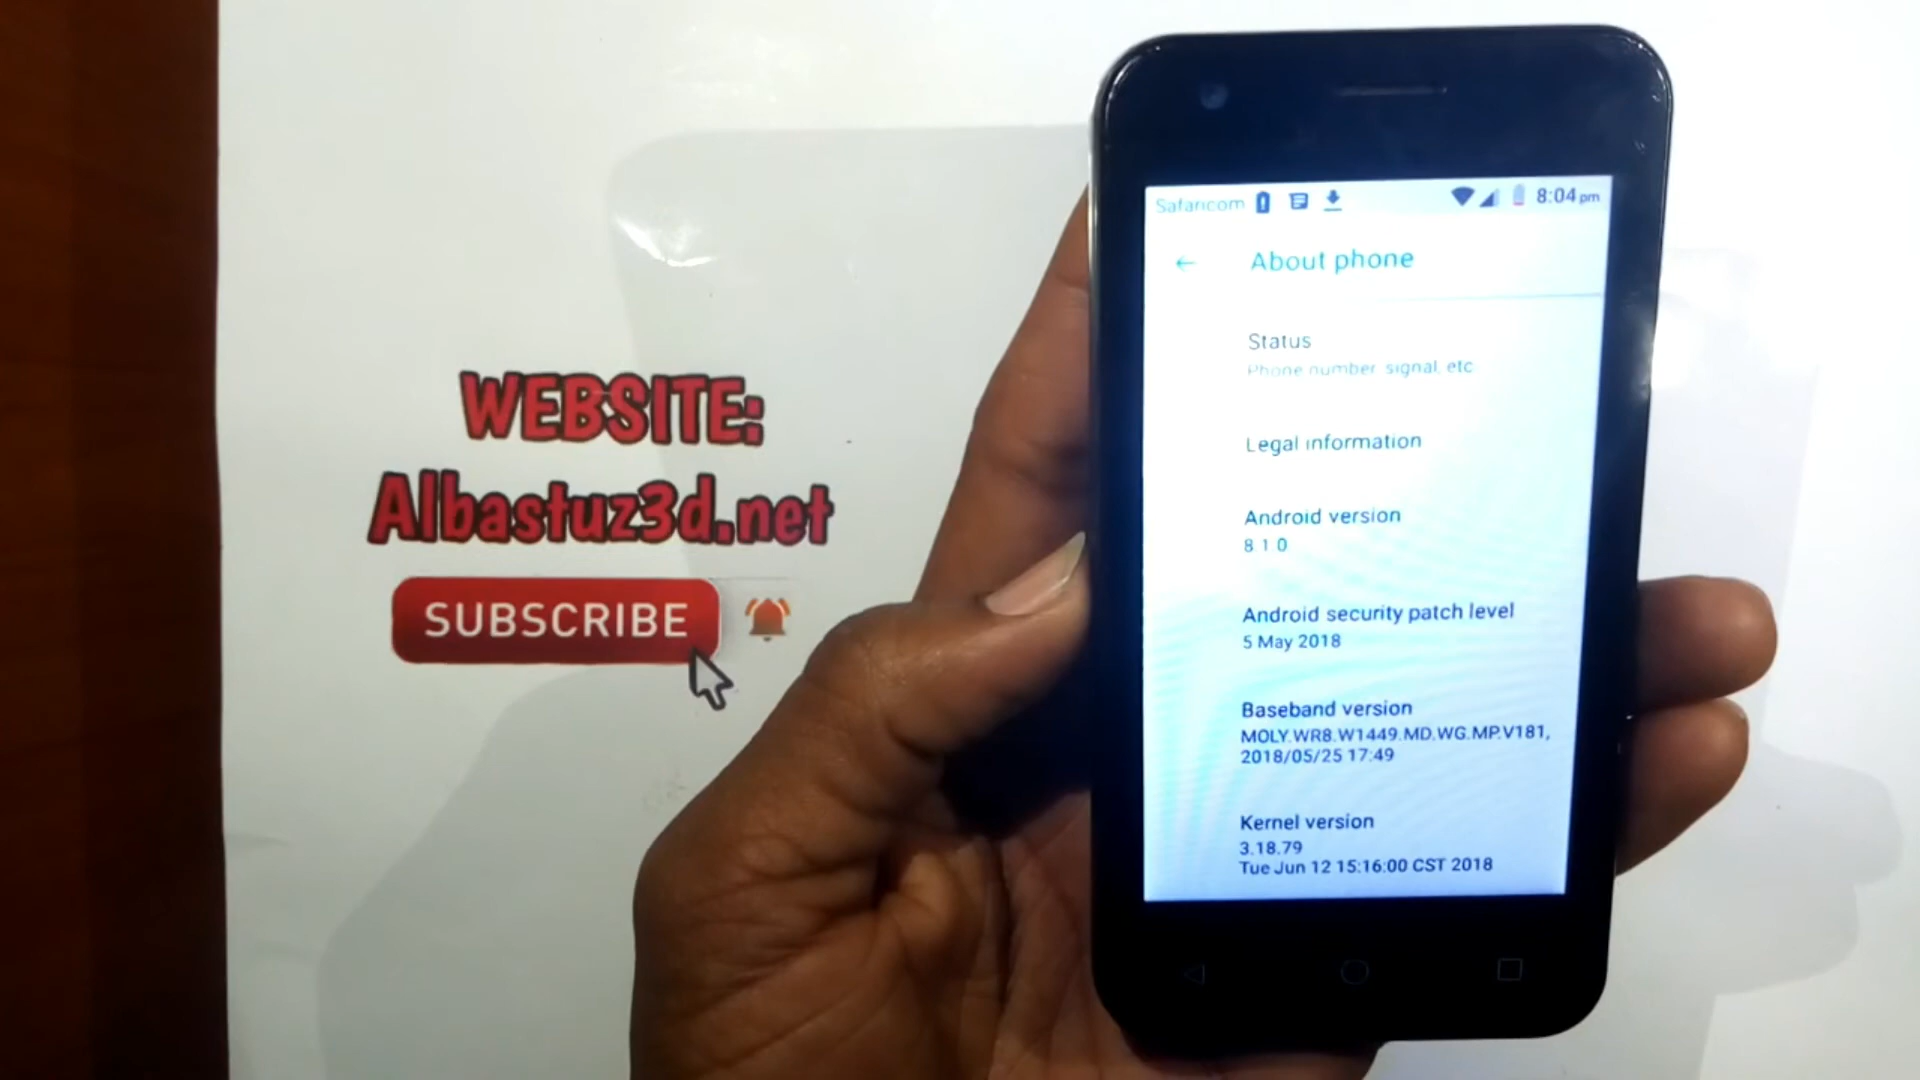 WEBSITE:
Albastuz3d.net
SUBSCRIBE
Safaricom 8:04 pm
About phone
Status
Phone number, signal, etc
Legal information
Android version
8.1.0
Android security patch level
5 May 2018
Baseband version
MOLY.WR8.W1449.MD.WG.MP.V181,
2018/05/25 17:49
Kernel version
3.18.79
Tue Jun 12 15:16:00 CST 2018